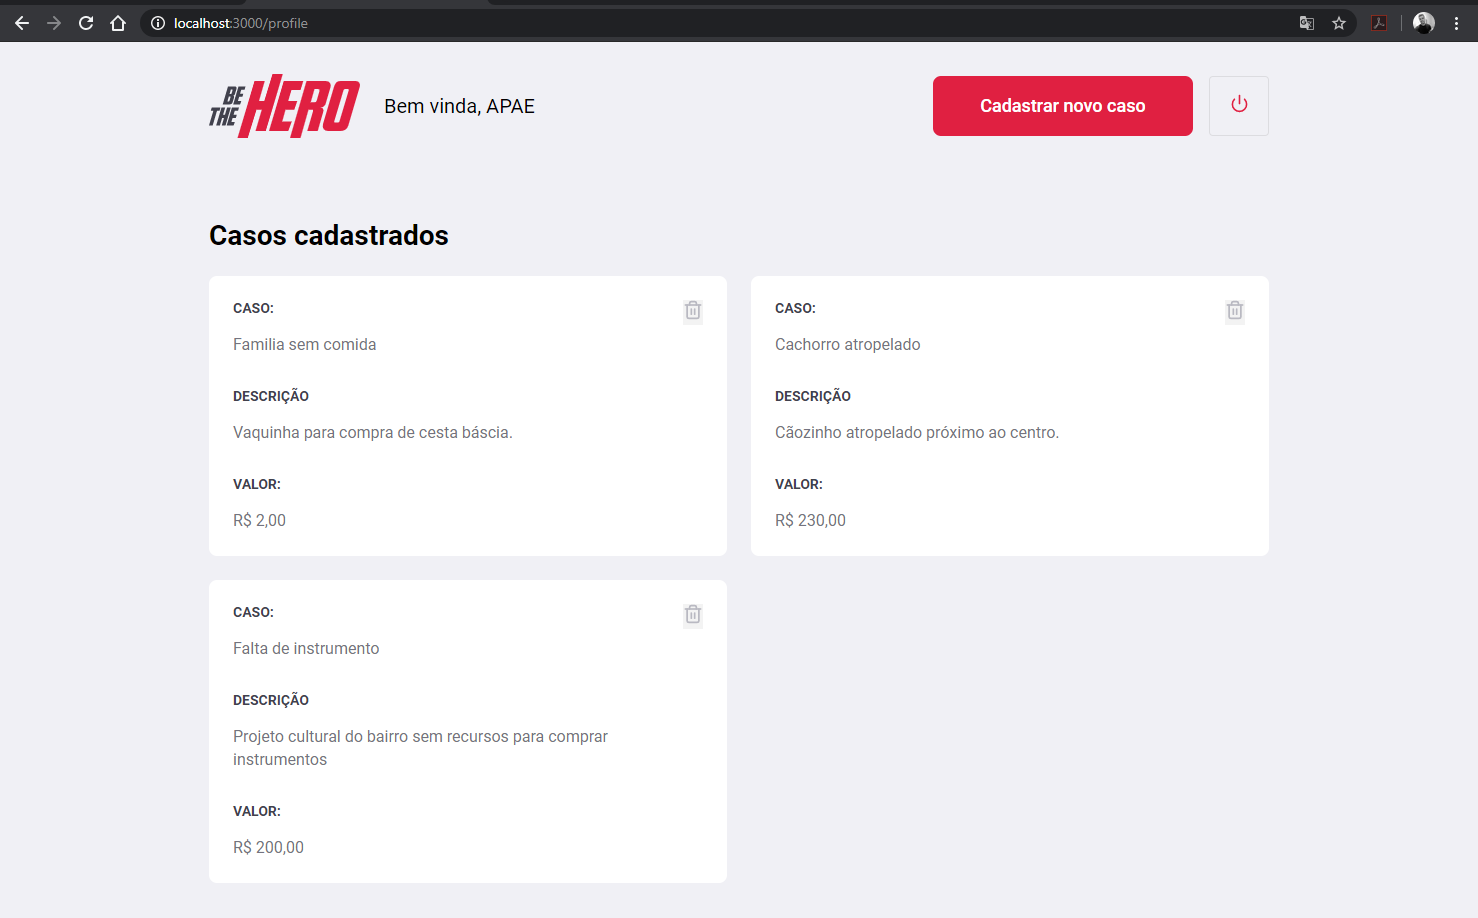 localhost:3000/profile
BE
THE
HERO
Bem vinda, APAE
Cadastrar novo caso
Casos cadastrados
CASO:
Familia sem comida
DESCRIÇÃO
Vaquinha para compra de cesta báscia.
VALOR:
R$ 2,00
CASO:
Cachorro atropelado
DESCRIÇÃO
Cãozinho atropelado próximo ao centro.
VALOR:
R$ 230,00
CASO:
Falta de instrumento
DESCRIÇÃO
Projeto cultural do bairro sem recursos para comprar
instrumentos
VALOR:
R$ 200,00